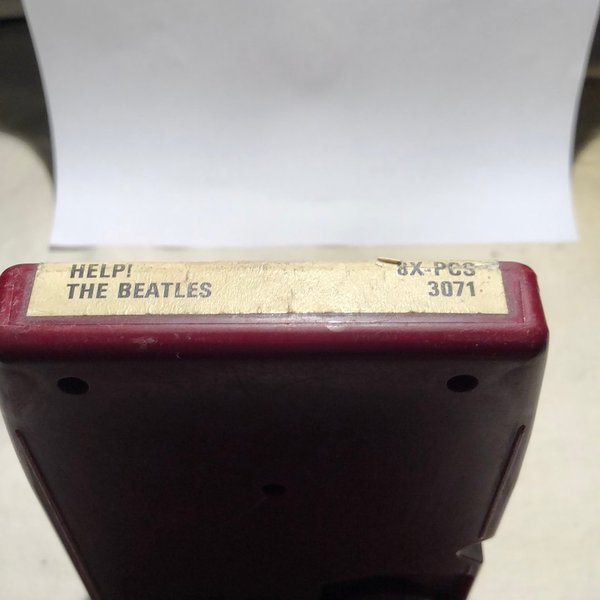 HELP! 8X-PCS
THE BEATLES 3071